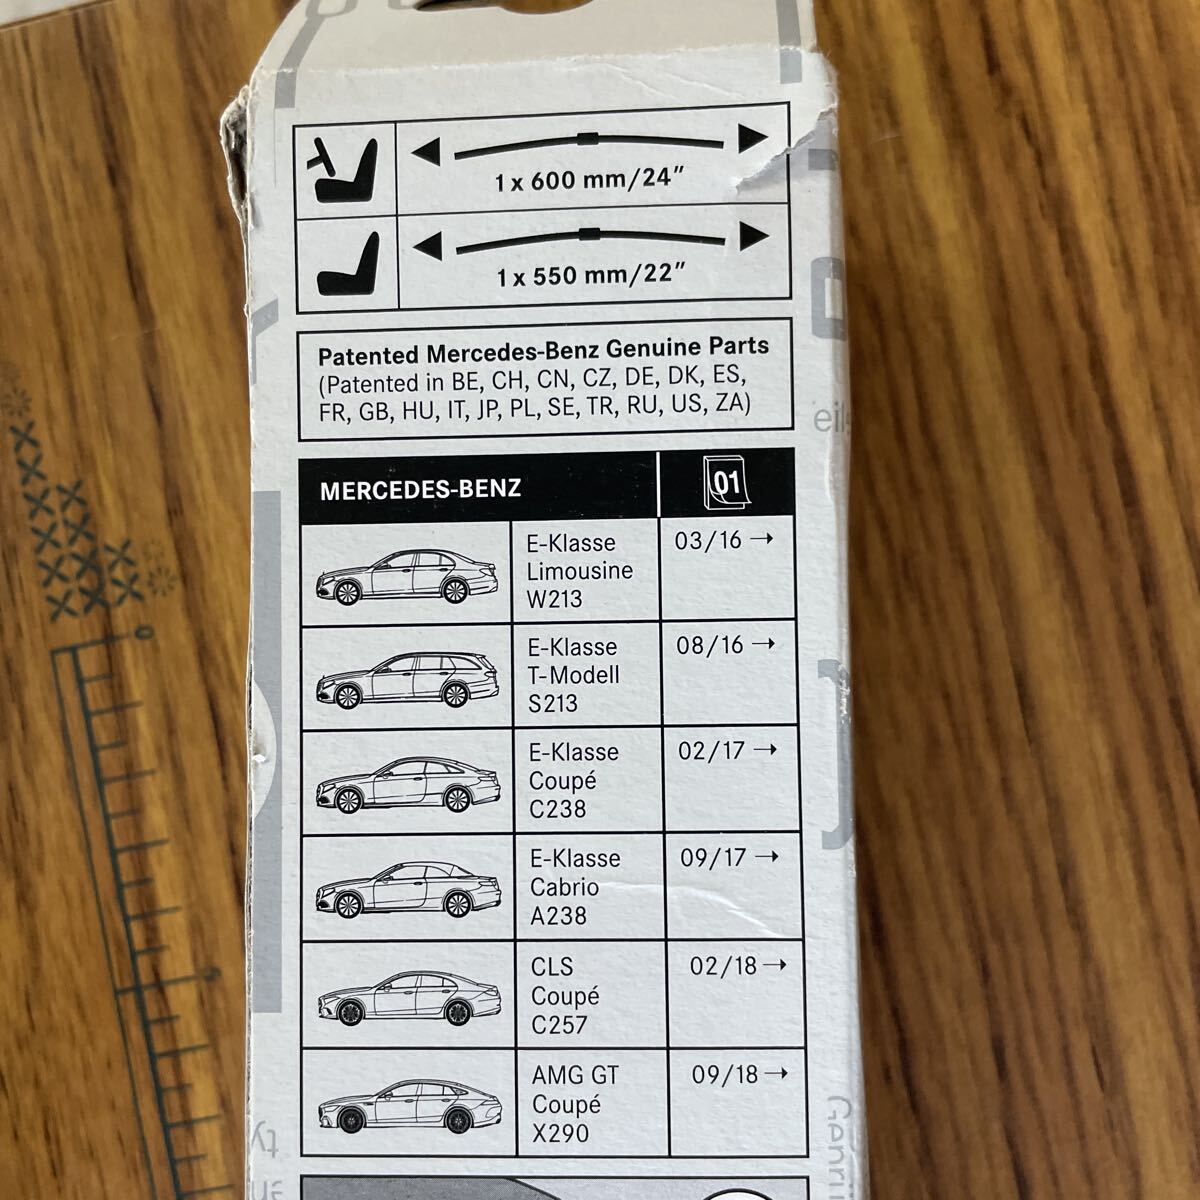 1 x 600 mm/24"
1 x 550 mm/22"
Patented Mercedes-Benz Genuine Parts
(Patented in BE, CH, CN, CZ, DE, DK, ES,
FR, GB, HU, IT, JP, PL, SE, TR, RU, US, ZA)
MERCEDES-BENZ 01
E-Klasse 03/16 →
Limousine
W213
E-Klasse 08/16 →
T-Modell
S213
E-Klasse 02/17 →
Coupé
C238
E-Klasse 09/17 →
Cabrio
A238
CLS 02/18 →
Coupé
C257
AMG GT 09/18 →
Coupé
X290